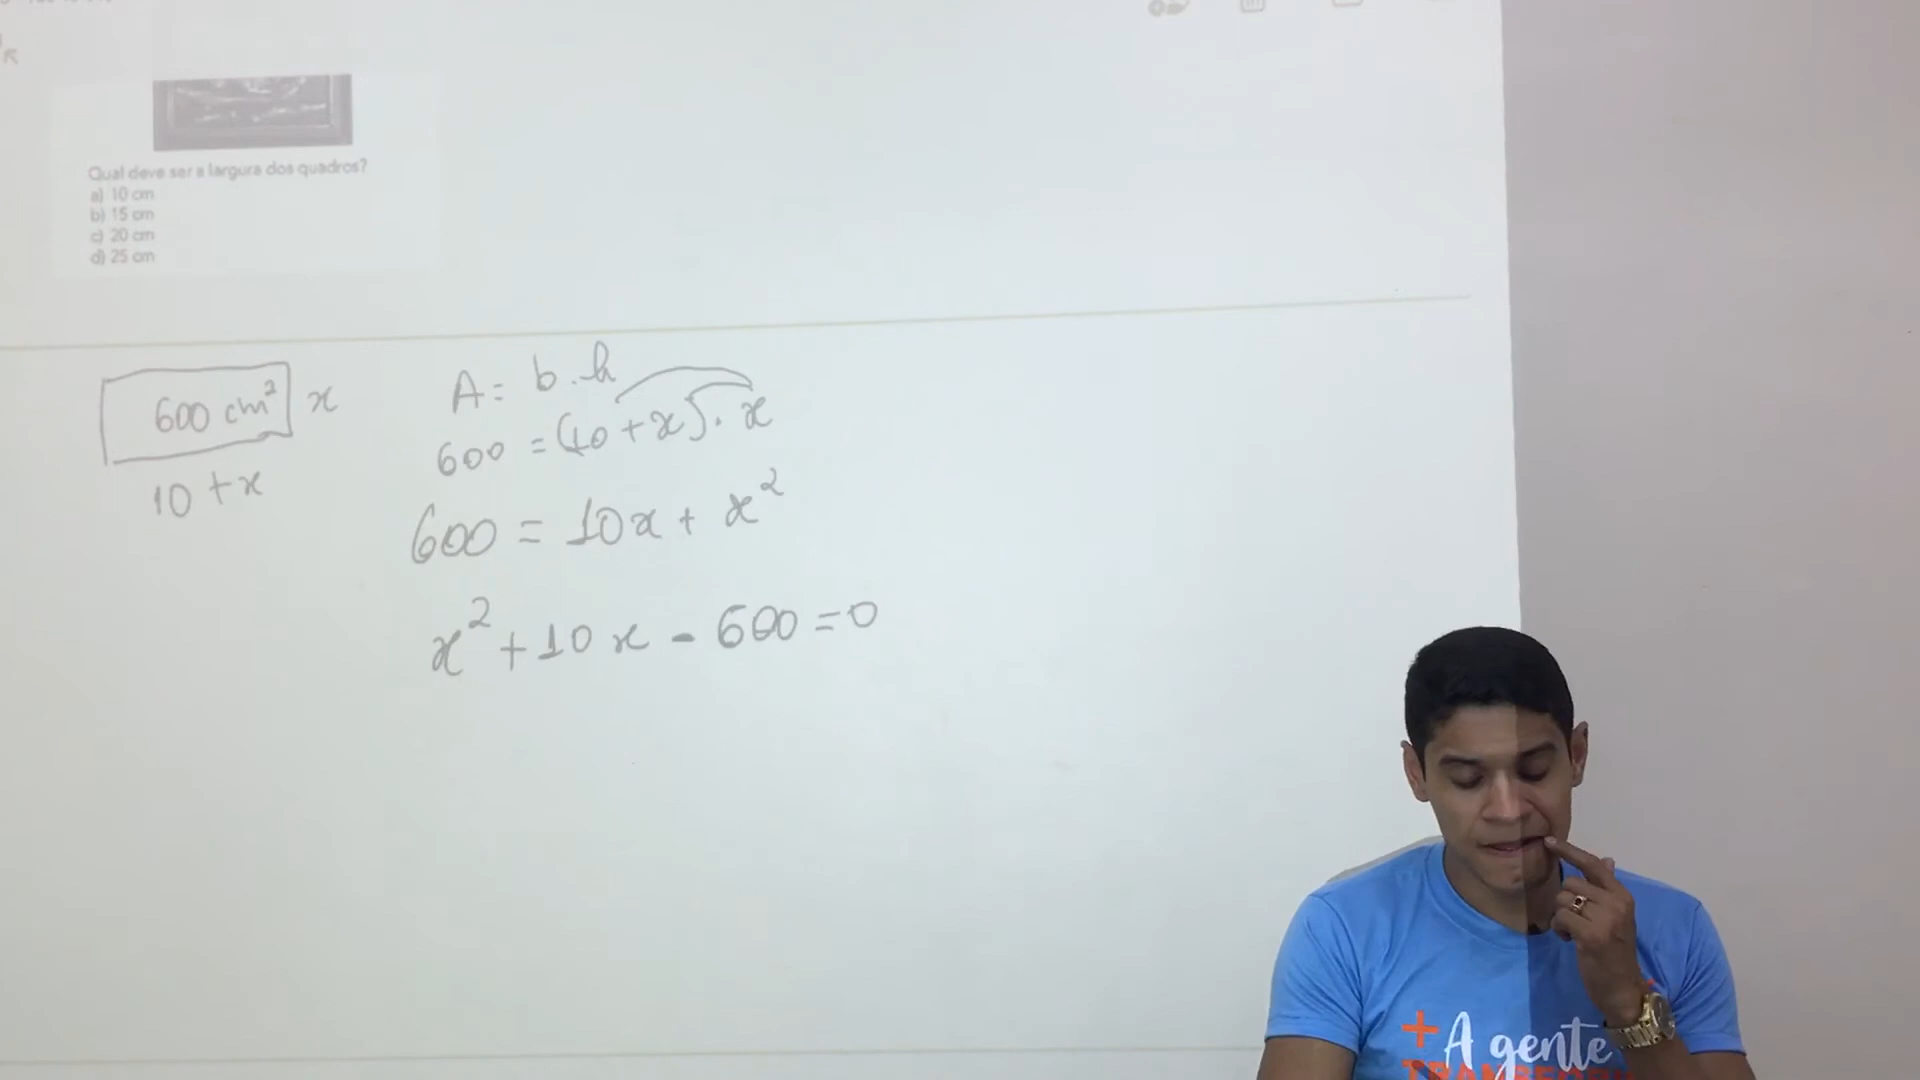 Qual deve ser a largura dos quadros?
a) 10 cm
b) 15 cm
c) 20 cm
d) 25 cm
600 cm² x
10 + x
A = b . h
600 = (10 + x) . x
600 = 10x + x²
x² + 10x - 600 = 0
+ A gente